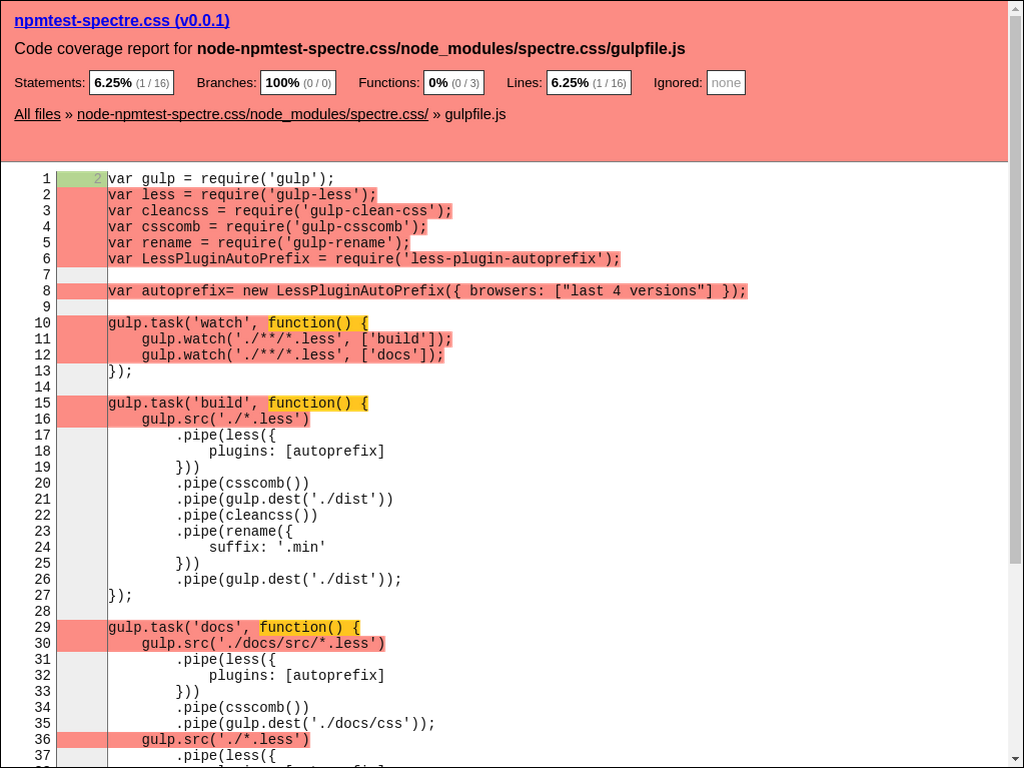 npmtest-spectre.css (v0.0.1)
Code coverage report for node-npmtest-spectre.css/node_modules/spectre.css/gulpfile.js
Statements: 6.25% (1 / 16) Branches: 100% (0 / 0) Functions: 0% (0 / 3) Lines: 6.25% (1 / 16) Ignored: none
All files » node-npmtest-spectre.css/node_modules/spectre.css/ » gulpfile.js
1 2 var gulp = require('gulp');
2 var less = require('gulp-less');
3 var cleancss = require('gulp-clean-css');
4 var csscomb = require('gulp-csscomb');
5 var rename = require('gulp-rename');
6 var LessPluginAutoPrefix = require('less-plugin-autoprefix');
7
8 var autoprefix= new LessPluginAutoPrefix({ browsers: ["last 4 versions"] });
9
10 gulp.task('watch', function() {
11     gulp.watch('./**/*.less', ['build']);
12     gulp.watch('./**/*.less', ['docs']);
13 });
14
15 gulp.task('build', function() {
16     gulp.src('./*.less')
17         .pipe(less({
18             plugins: [autoprefix]
19         }))
20         .pipe(csscomb())
21         .pipe(gulp.dest('./dist'))
22         .pipe(cleancss())
23         .pipe(rename({
24             suffix: '.min'
25         }))
26         .pipe(gulp.dest('./dist'));
27 });
28
29 gulp.task('docs', function() {
30     gulp.src('./docs/src/*.less')
31         .pipe(less({
32             plugins: [autoprefix]
33         }))
34         .pipe(csscomb())
35         .pipe(gulp.dest('./docs/css'));
36     gulp.src('./*.less')
37         .pipe(less({